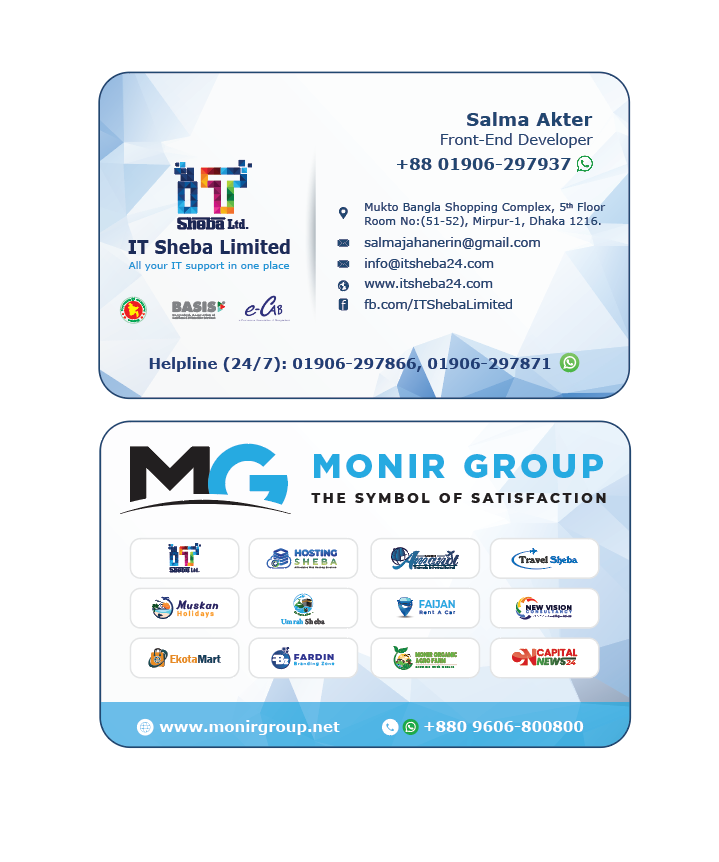 Salma Akter
Front-End Developer
+88 01906-297937
Sheba Ltd.
IT Sheba Limited
All your IT support in one place
BASIS
e-CAB
Mukto Bangla Shopping Complex, 5th Floor
Room No:(51-52), Mirpur-1, Dhaka 1216.
salmajahanerin@gmail.com
info@itsheba24.com
www.itsheba24.com
fb.com/ITShebaLimited
Helpline (24/7): 01906-297866, 01906-297871
MG
MONIR GROUP
THE SYMBOL OF SATISFACTION
IT
Sheba Ltd.
HOSTING
SHEBA
Travel Sheba
Muskan
Holidays
Umrah Sheba
FAIJAN
Rent A Car
NEW VISION
CONSULTANCY
EkotaMart
FARDIN
Branding Zone
MONIR ORGANIC
AGRO FARM
CAPITAL
NEWS24
www.monirgroup.net
+880 9606-800800